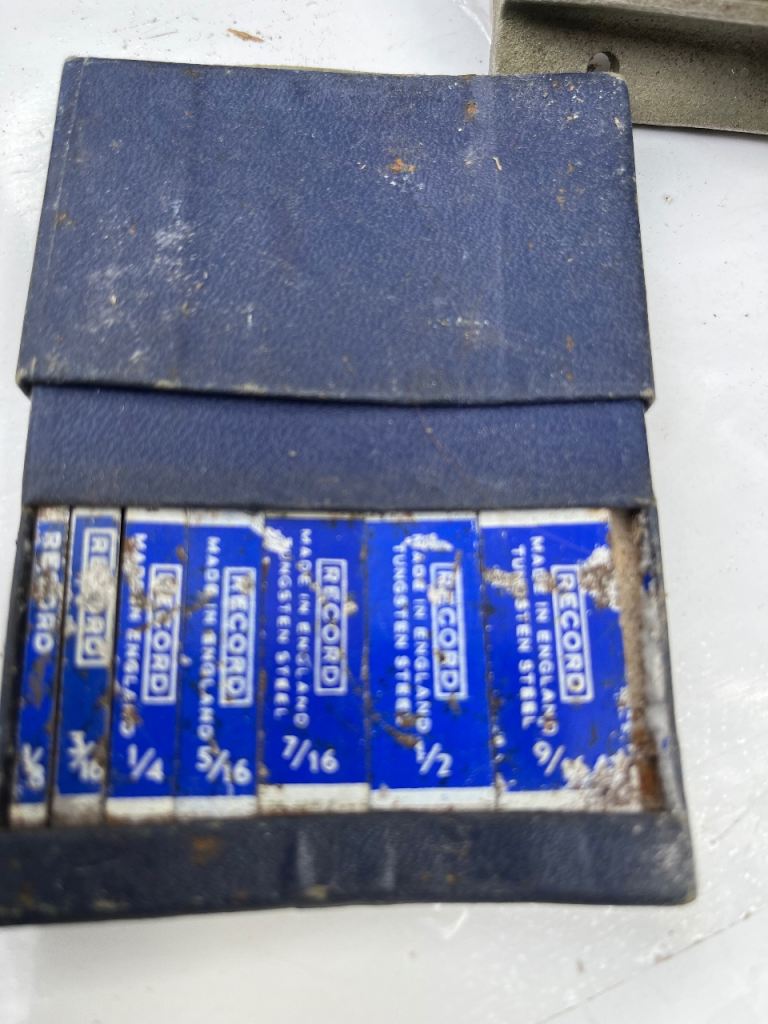 RECORD
1/8
RECORD
3/16
RECORD
MADE IN ENGLAND
1/4
RECORD
MADE IN ENGLAND
5/16
RECORD
MADE IN ENGLAND
TUNGSTEN STEEL
7/16
RECORD
MADE IN ENGLAND
TUNGSTEN STEEL
1/2
RECORD
MADE IN ENGLAND
TUNGSTEN STEEL
9/16